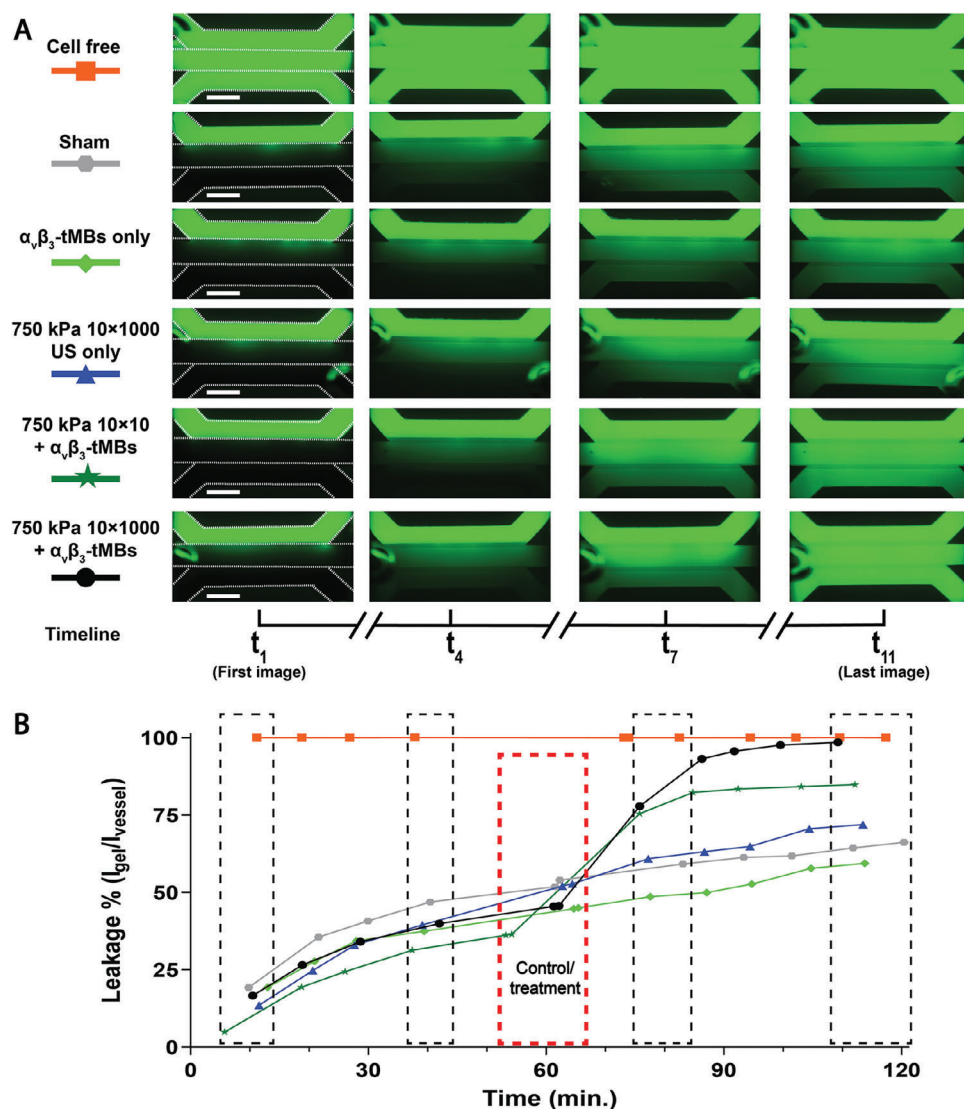 A
Cell free
Sham
αvβ3-tMBs only
750 kPa 10×1000
US only
750 kPa 10×10
+ αvβ3-tMBs
750 kPa 10×1000
+ αvβ3-tMBs
Timeline
t1
(First image)
t4
t7
t11
(Last image)
B
Leakage % (Igel/Ivessel)
100
75
50
25
0
Control/
treatment
0
30
60
90
120
Time (min.)